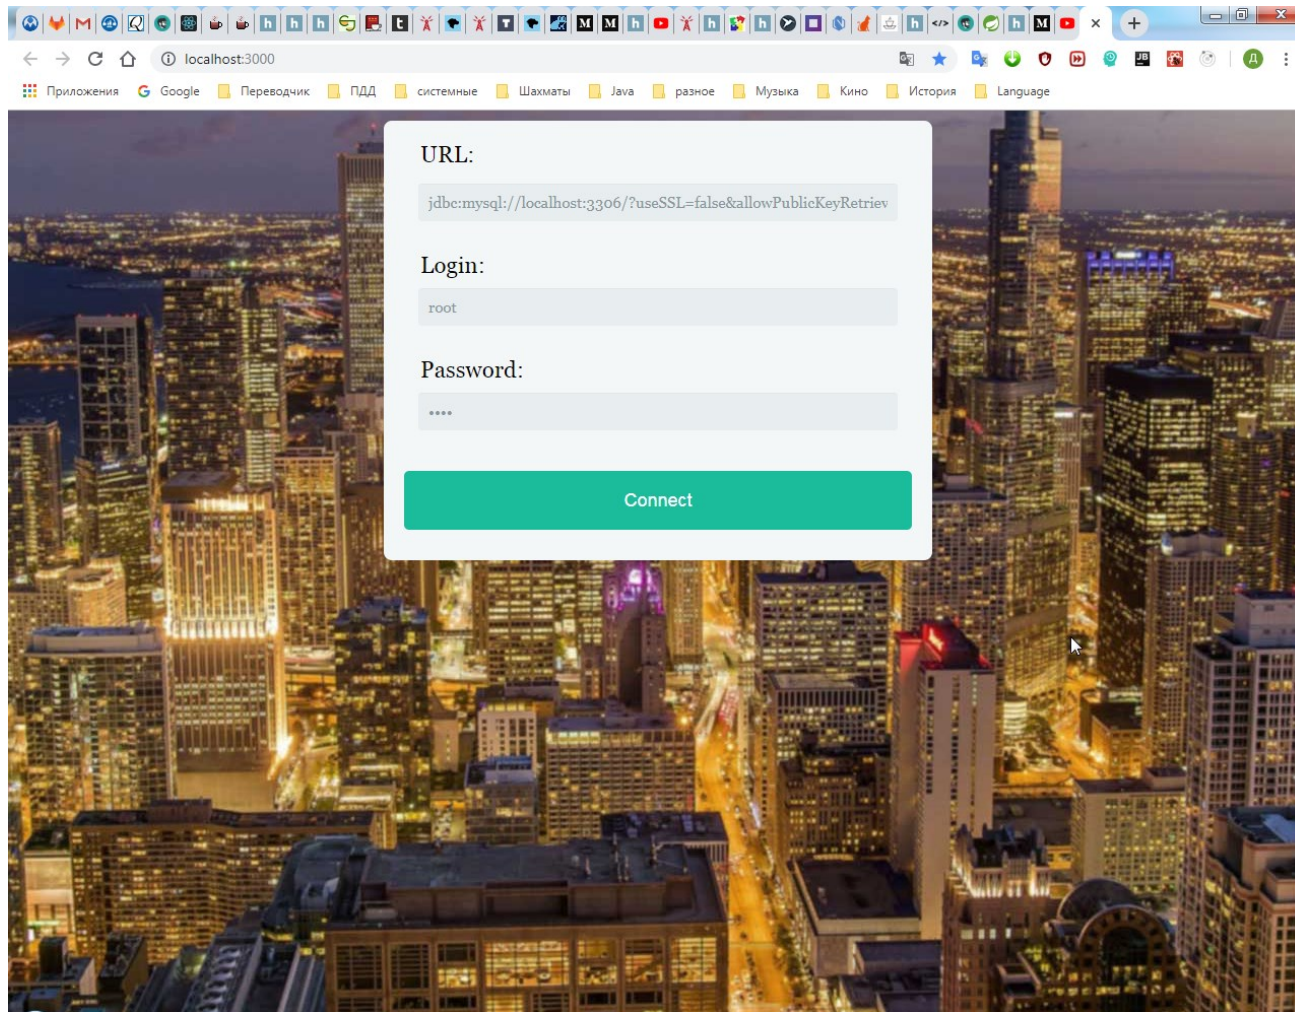 localhost:3000
Приложения Google Переводчик ПДД системные Шахматы Java разное Музыка Кино История Language
URL:
jdbc:mysql://localhost:3306/?useSSL=false&allowPublicKeyRetriev
Login:
root
Password:
••••
Connect